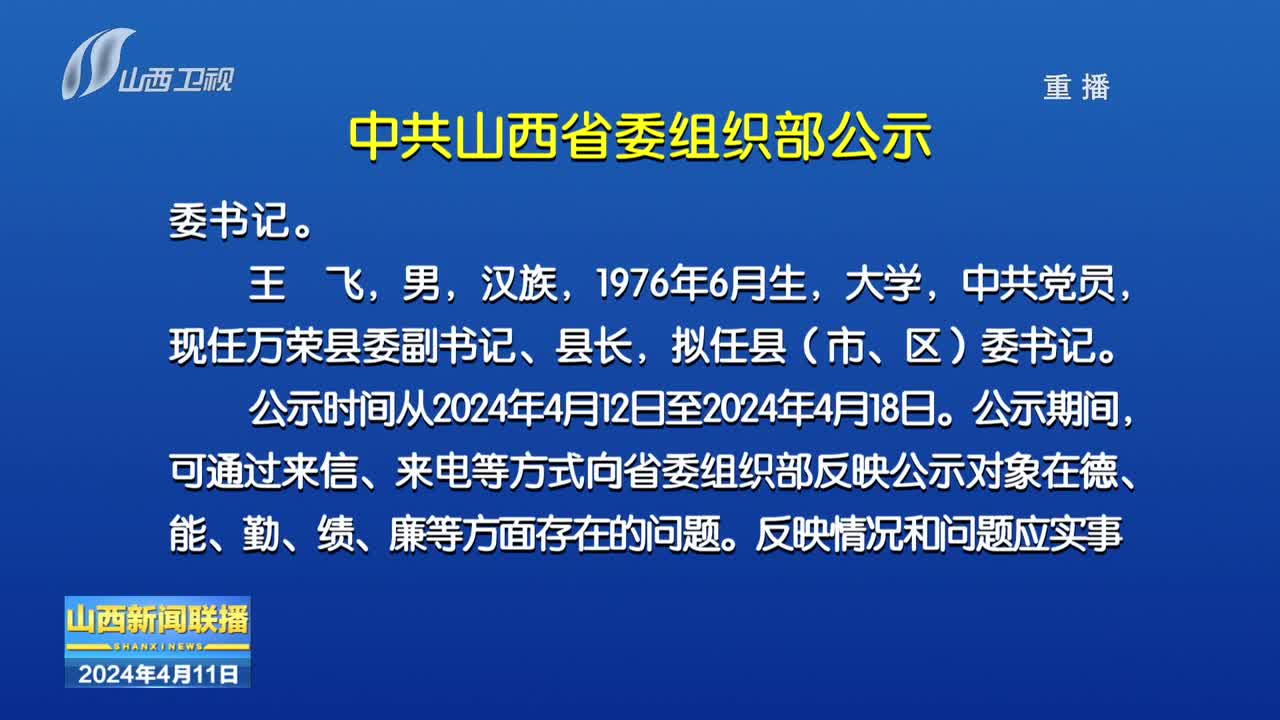 山西卫视
重播
中共山西省委组织部公示
委书记。
王　飞，男，汉族，1976年6月生，大学，中共党员，
现任万荣县委副书记、县长，拟任县（市、区）委书记。
公示时间从2024年4月12日至2024年4月18日。公示期间，
可通过来信、来电等方式向省委组织部反映公示对象在德、
能、勤、绩、廉等方面存在的问题。反映情况和问题应实事
山西新闻联播
SHANXI NEWS
2024年4月11日